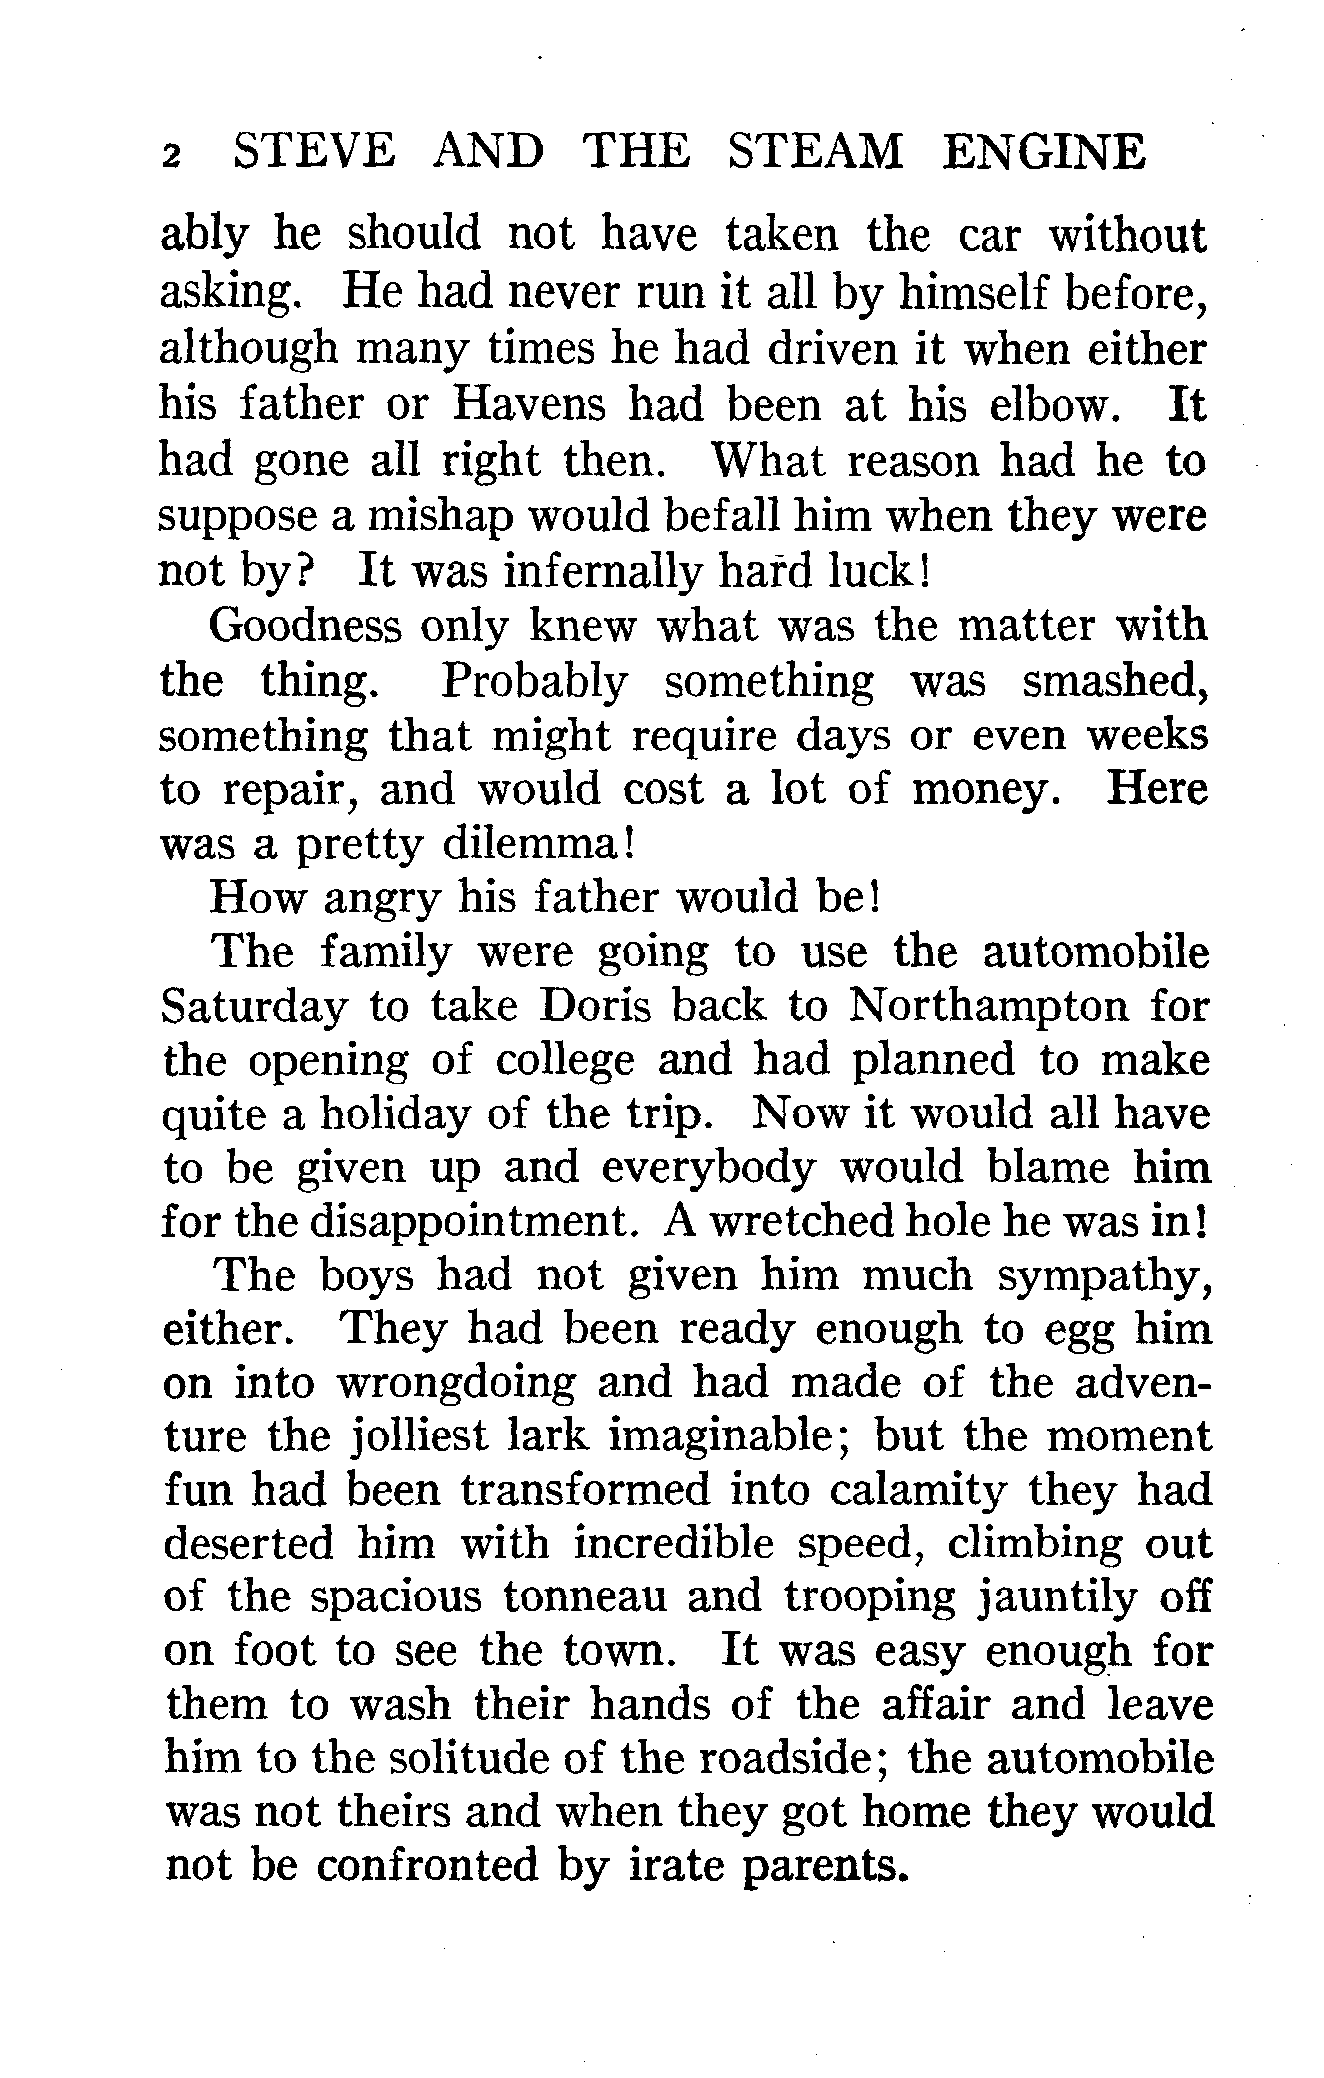 2 STEVE AND THE STEAM ENGINE
ably he should not have taken the car without
asking. He had never run it all by himself before,
although many times he had driven it when either
his father or Havens had been at his elbow. It
had gone all right then. What reason had he to
suppose a mishap would befall him when they were
not by? It was infernally hard luck!
Goodness only knew what was the matter with
the thing. Probably something was smashed,
something that might require days or even weeks
to repair, and would cost a lot of money. Here
was a pretty dilemma!
How angry his father would be!
The family were going to use the automobile
Saturday to take Doris back to Northampton for
the opening of college and had planned to make
quite a holiday of the trip. Now it would all have
to be given up and everybody would blame him
for the disappointment. A wretched hole he was in!
The boys had not given him much sympathy,
either. They had been ready enough to egg him
on into wrongdoing and had made of the adven-
ture the jolliest lark imaginable; but the moment
fun had been transformed into calamity they had
deserted him with incredible speed, climbing out
of the spacious tonneau and trooping jauntily off
on foot to see the town. It was easy enough for
them to wash their hands of the affair and leave
him to the solitude of the roadside; the automobile
was not theirs and when they got home they would
not be confronted by irate parents.